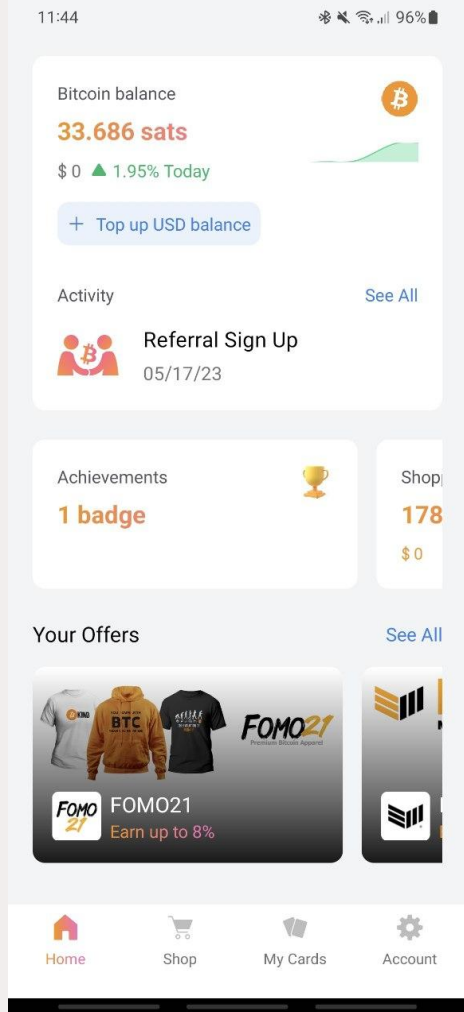 11:44
96%
Bitcoin balance
33.686 sats
$ 0 ▲ 1.95% Today
+ Top up USD balance
Activity
See All
Referral Sign Up
05/17/23
Achievements
1 badge
Shop
178
$ 0
Your Offers
See All
BTC
FOMO21
Premium Bitcoin Apparel
FOMO
21
FOMO21
Earn up to 8%
Home
Shop
My Cards
Account